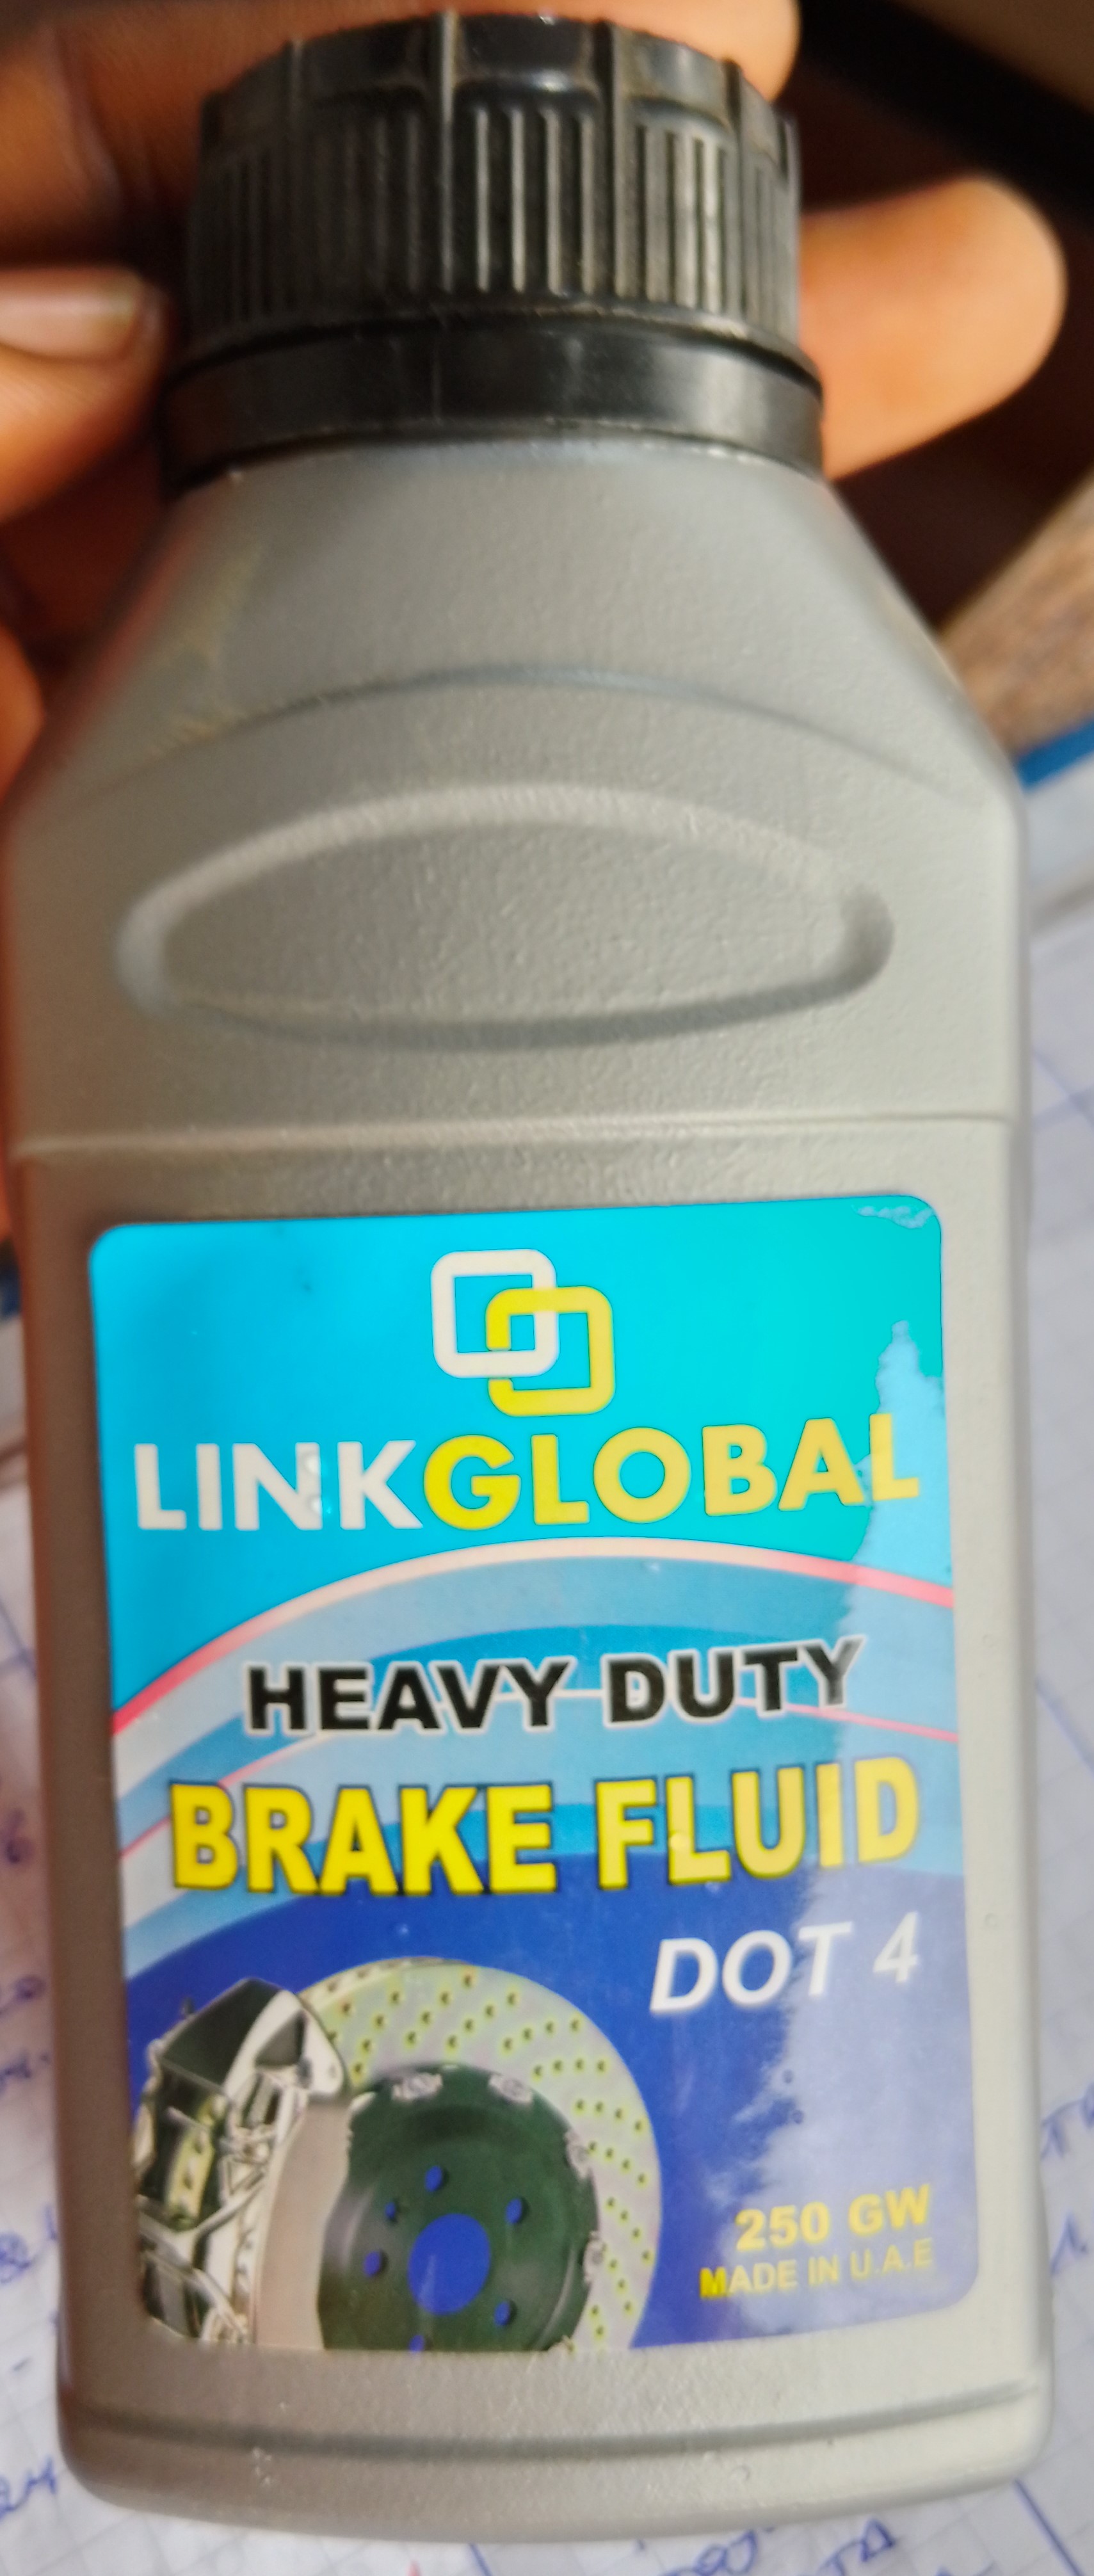 LINKGLOBAL
HEAVY DUTY
BRAKE FLUID
DOT 4
250 GW
MADE IN U.A.E